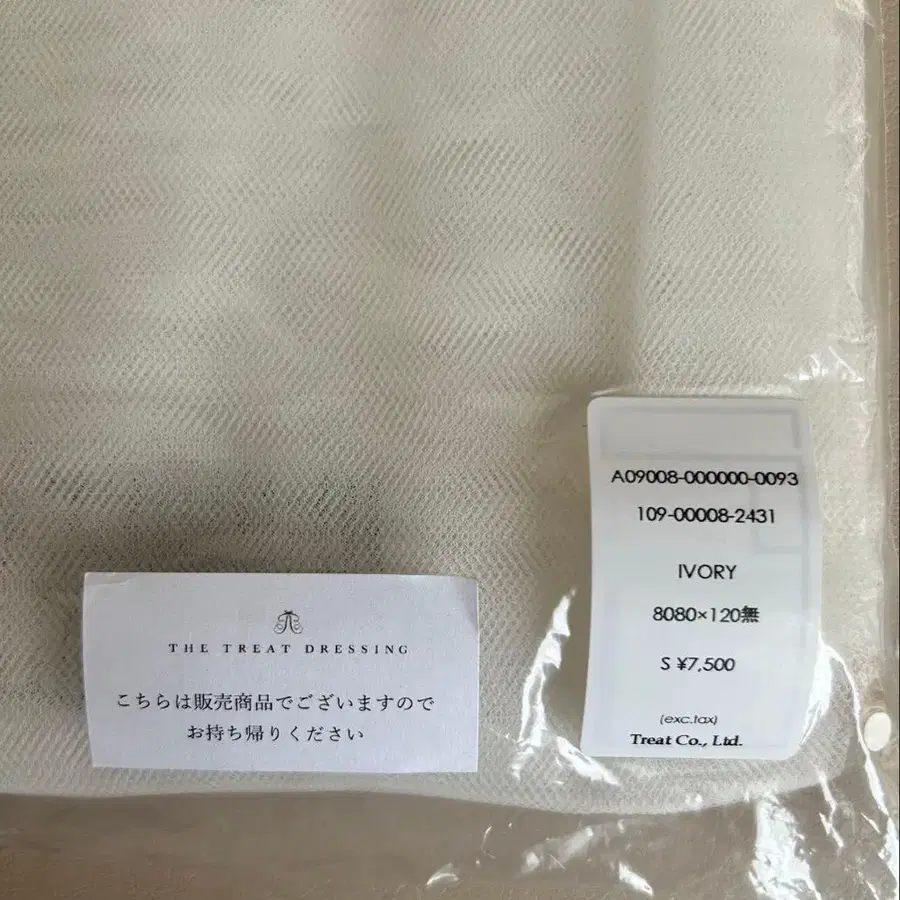 THE TREAT DRESSING
こちらは販売商品でございますので
お持ち帰りください
A09008-000000-0093
109-00008-2431
IVORY
8080×120無
S ¥7,500
(exc.tax)
Treat Co., Ltd.